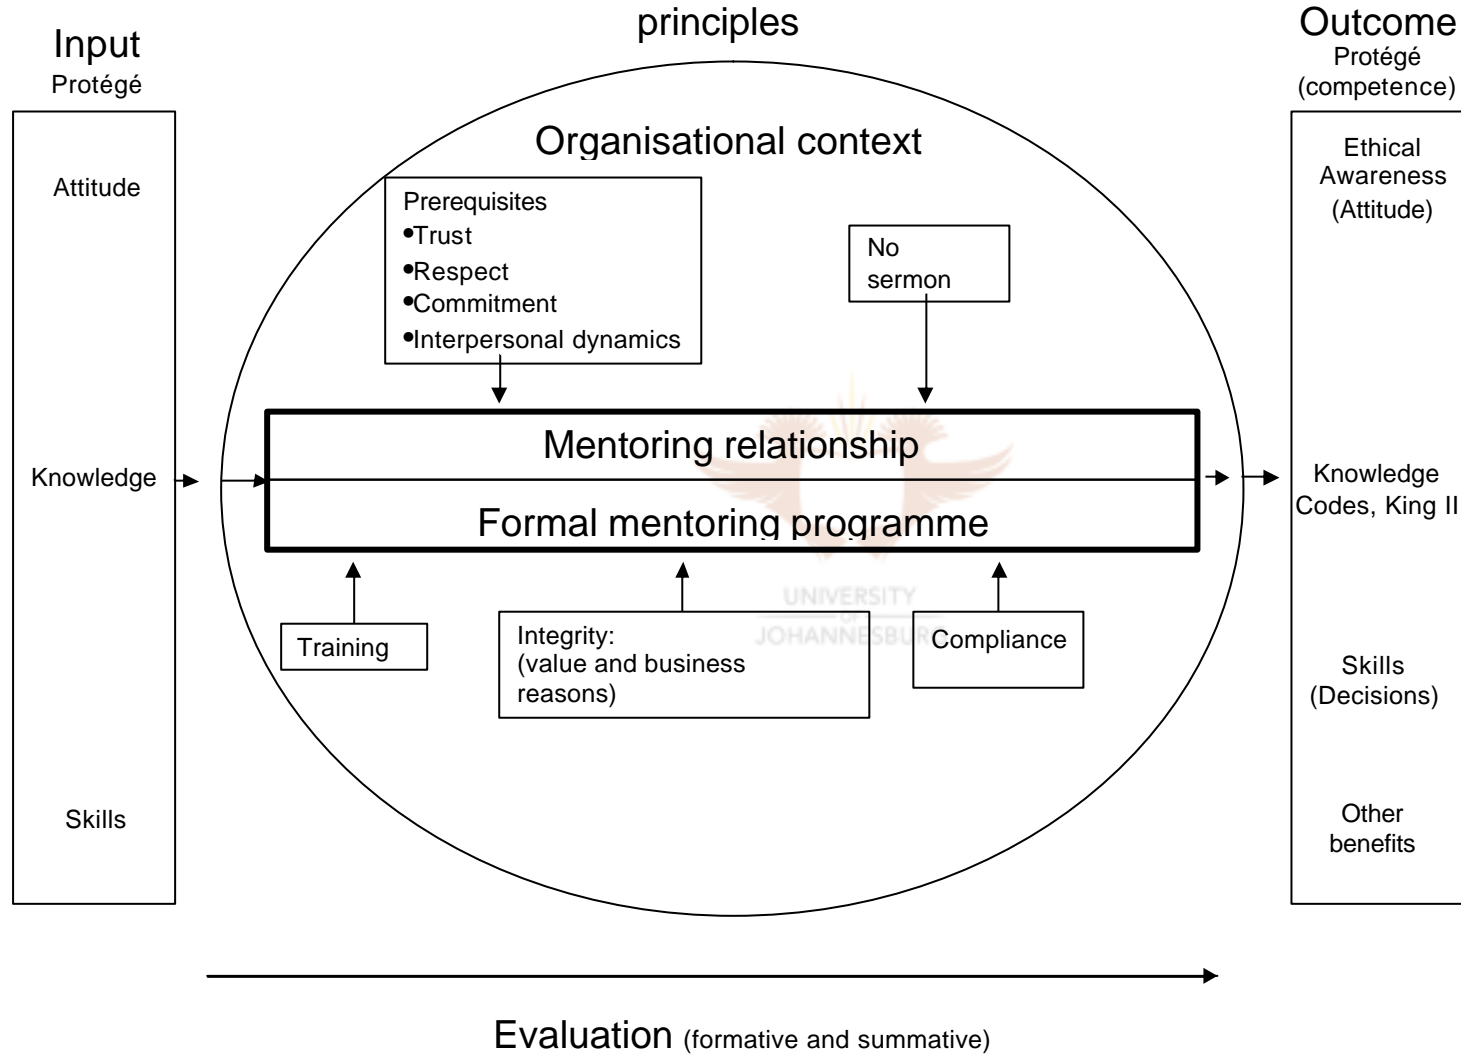 principles
Input
Protégé
Attitude
Knowledge
Skills
Organisational context
Prerequisites
•Trust
•Respect
•Commitment
•Interpersonal dynamics
No
sermon
Mentoring relationship
Formal mentoring programme
Training
Integrity:
(value and business
reasons)
Compliance
UNIVERSITY
OF
JOHANNESBURG
Outcome
Protégé
(competence)
Ethical
Awareness
(Attitude)
Knowledge
Codes, King II
Skills
(Decisions)
Other
benefits
Evaluation (formative and summative)